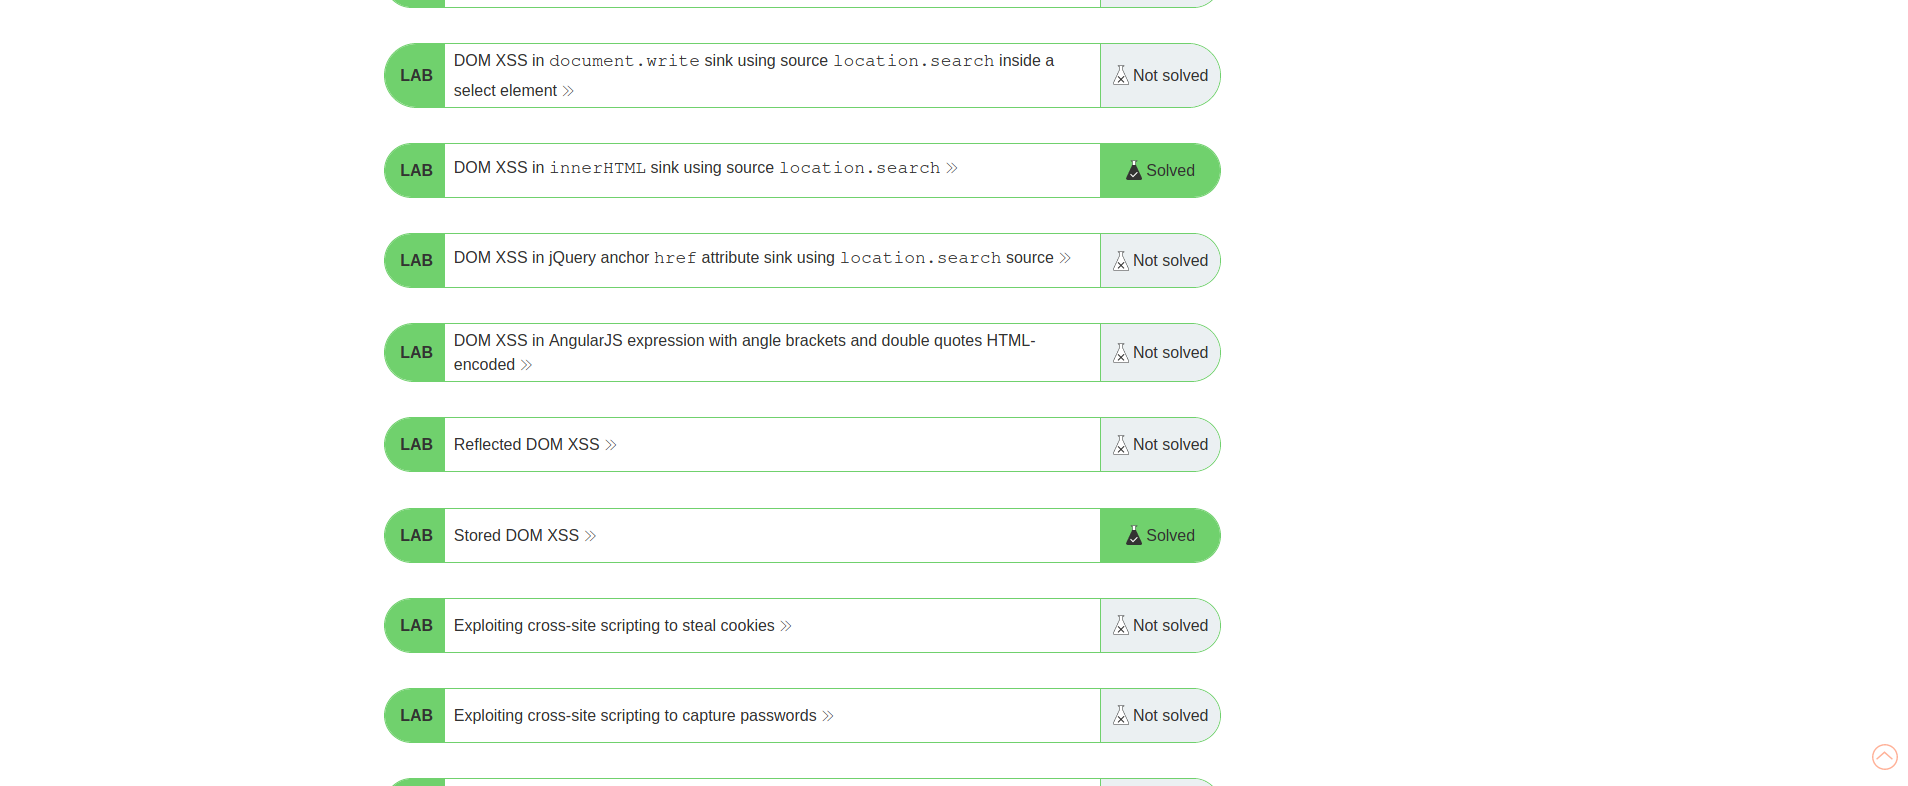 LAB
DOM XSS in document.write sink using source location.search inside a
select element
Not solved
LAB
DOM XSS in innerHTML sink using source location.search
Solved
LAB
DOM XSS in jQuery anchor href attribute sink using location.search source
Not solved
LAB
DOM XSS in AngularJS expression with angle brackets and double quotes HTML-
encoded
Not solved
LAB
Reflected DOM XSS
Not solved
LAB
Stored DOM XSS
Solved
LAB
Exploiting cross-site scripting to steal cookies
Not solved
LAB
Exploiting cross-site scripting to capture passwords
Not solved